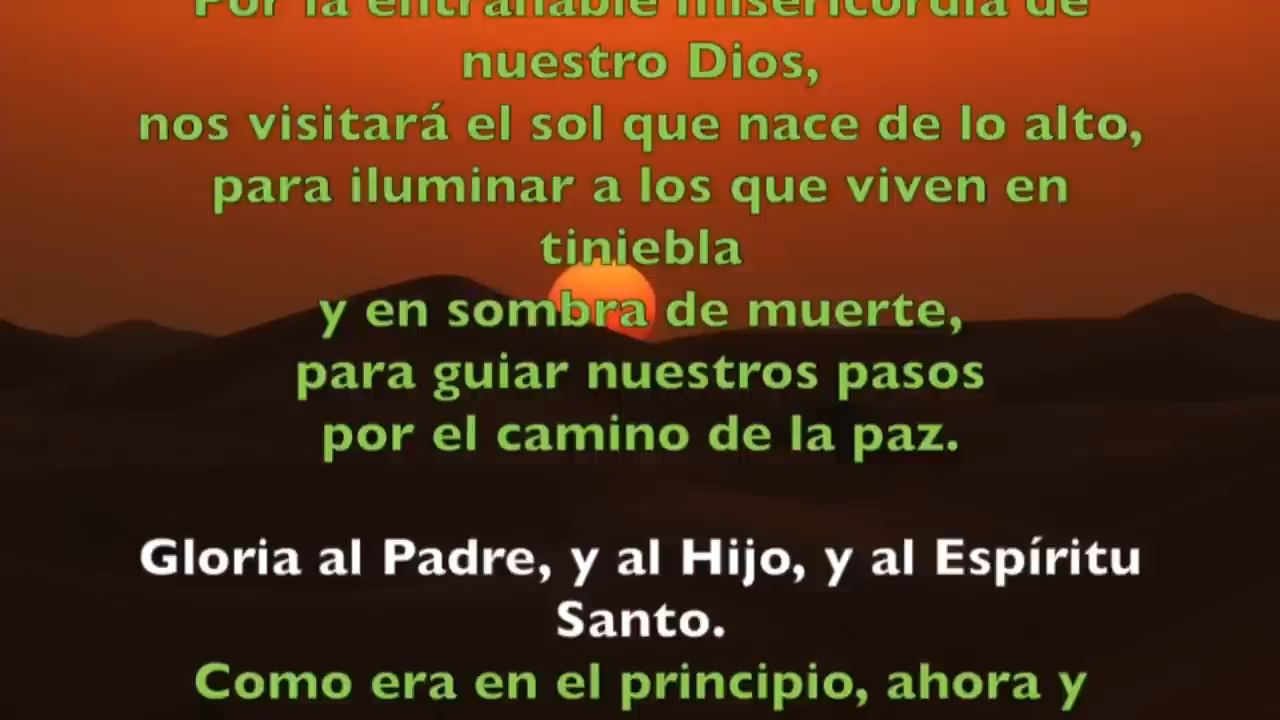 Por la entrañable misericordia de
nuestro Dios,
nos visitará el sol que nace de lo alto,
para iluminar a los que viven en
tiniebla
y en sombra de muerte,
para guiar nuestros pasos
por el camino de la paz.
Gloria al Padre, y al Hijo, y al Espíritu
Santo.
Como era en el principio, ahora y